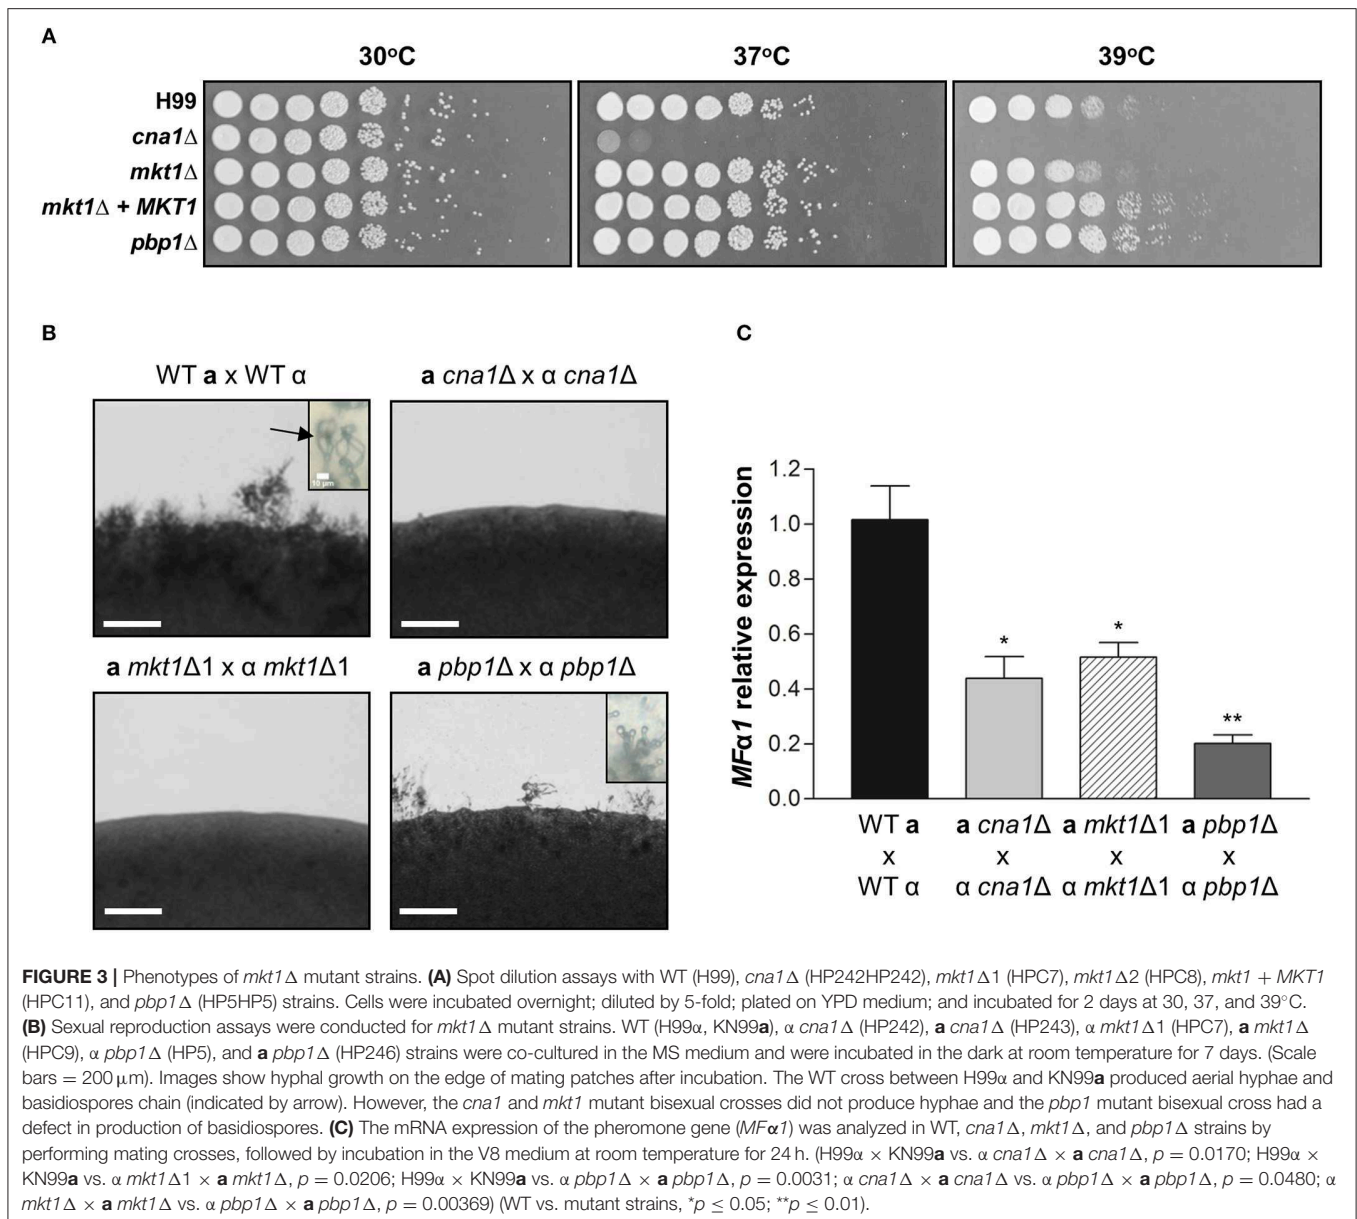 A
30°C 37°C 39°C
H99
cna1Δ
mkt1Δ
mkt1Δ + MKT1
pbp1Δ
B
WT a x WT α
10 µm
a cna1Δ x α cna1Δ
a mkt1Δ1 x α mkt1Δ1
a pbp1Δ x α pbp1Δ
C
MFα1 relative expression
1.2
1.0
0.8
0.6
0.4
0.2
0.0
* * **
WT a a cna1Δ a mkt1Δ1 a pbp1Δ
x x x x
WT α α cna1Δ α mkt1Δ1 α pbp1Δ
FIGURE 3 | Phenotypes of mkt1Δ mutant strains. (A) Spot dilution assays with WT (H99), cna1Δ (HP242HP242), mkt1Δ1 (HPC7), mkt1Δ2 (HPC8), mkt1 + MKT1
(HPC11), and pbp1Δ (HP5HP5) strains. Cells were incubated overnight; diluted by 5-fold; plated on YPD medium; and incubated for 2 days at 30, 37, and 39°C.
(B) Sexual reproduction assays were conducted for mkt1Δ mutant strains. WT (H99α, KN99a), α cna1Δ (HP242), a cna1Δ (HP243), α mkt1Δ1 (HPC7), a mkt1Δ
(HPC9), α pbp1Δ (HP5), and a pbp1Δ (HP246) strains were co-cultured in the MS medium and were incubated in the dark at room temperature for 7 days. (Scale
bars = 200 µm). Images show hyphal growth on the edge of mating patches after incubation. The WT cross between H99α and KN99a produced aerial hyphae and
basidiospores chain (indicated by arrow). However, the cna1 and mkt1 mutant bisexual crosses did not produce hyphae and the pbp1 mutant bisexual cross had a
defect in production of basidiospores. (C) The mRNA expression of the pheromone gene (MFα1) was analyzed in WT, cna1Δ, mkt1Δ, and pbp1Δ strains by
performing mating crosses, followed by incubation in the V8 medium at room temperature for 24 h. (H99α × KN99a vs. α cna1Δ × a cna1Δ, p = 0.0170; H99α ×
KN99a vs. α mkt1Δ1 × a mkt1Δ, p = 0.0206; H99α × KN99a vs. α pbp1Δ × a pbp1Δ, p = 0.0031; α cna1Δ × a cna1Δ vs. α pbp1Δ × a pbp1Δ, p = 0.0480; α
mkt1Δ × a mkt1Δ vs. α pbp1Δ × a pbp1Δ, p = 0.00369) (WT vs. mutant strains, *p ≤ 0.05; **p ≤ 0.01).